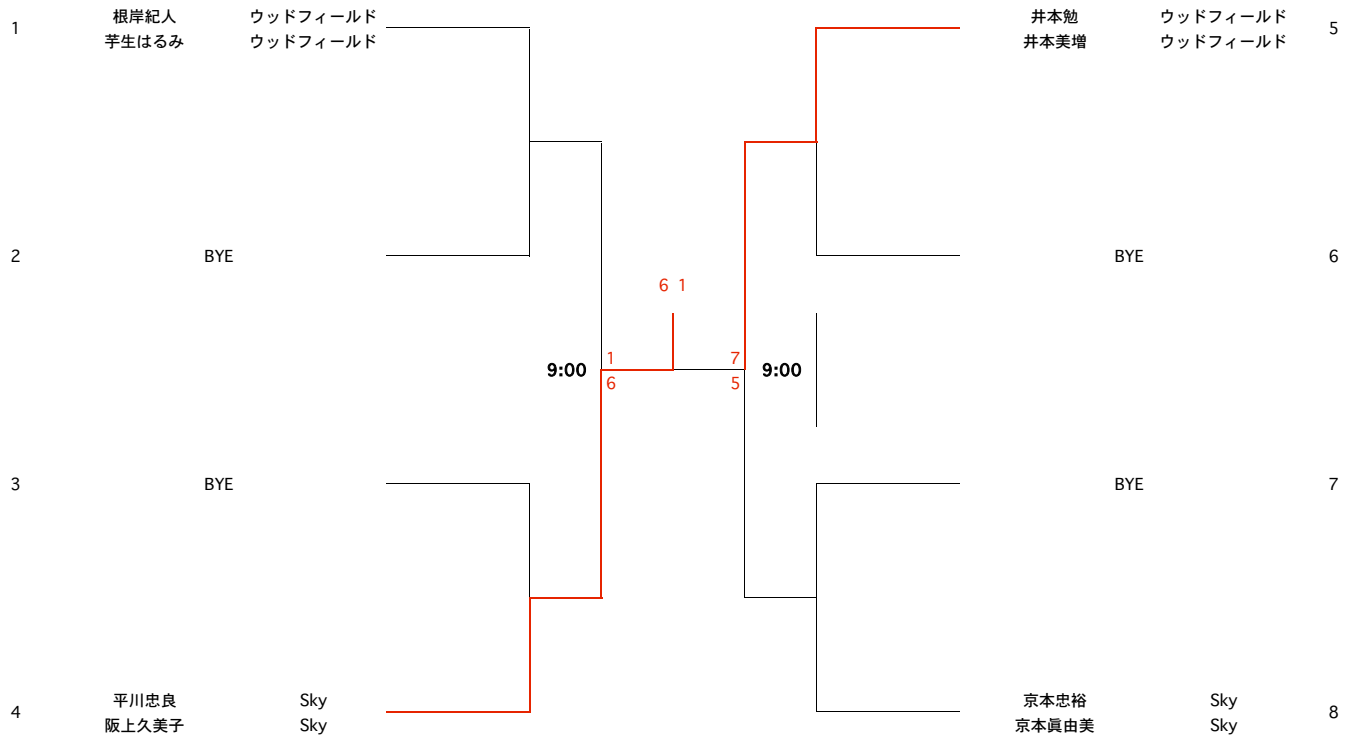 1 根岸紀人 ウッドフィールド
芋生はるみ ウッドフィールド
井本勉 ウッドフィールド 5
井本美増 ウッドフィールド
2 BYE
BYE 6
6 1
9:00 1 7 9:00
6 5
3 BYE
BYE 7
4 平川忠良 Sky
阪上久美子 Sky
京本忠裕 Sky 8
京本眞由美 Sky